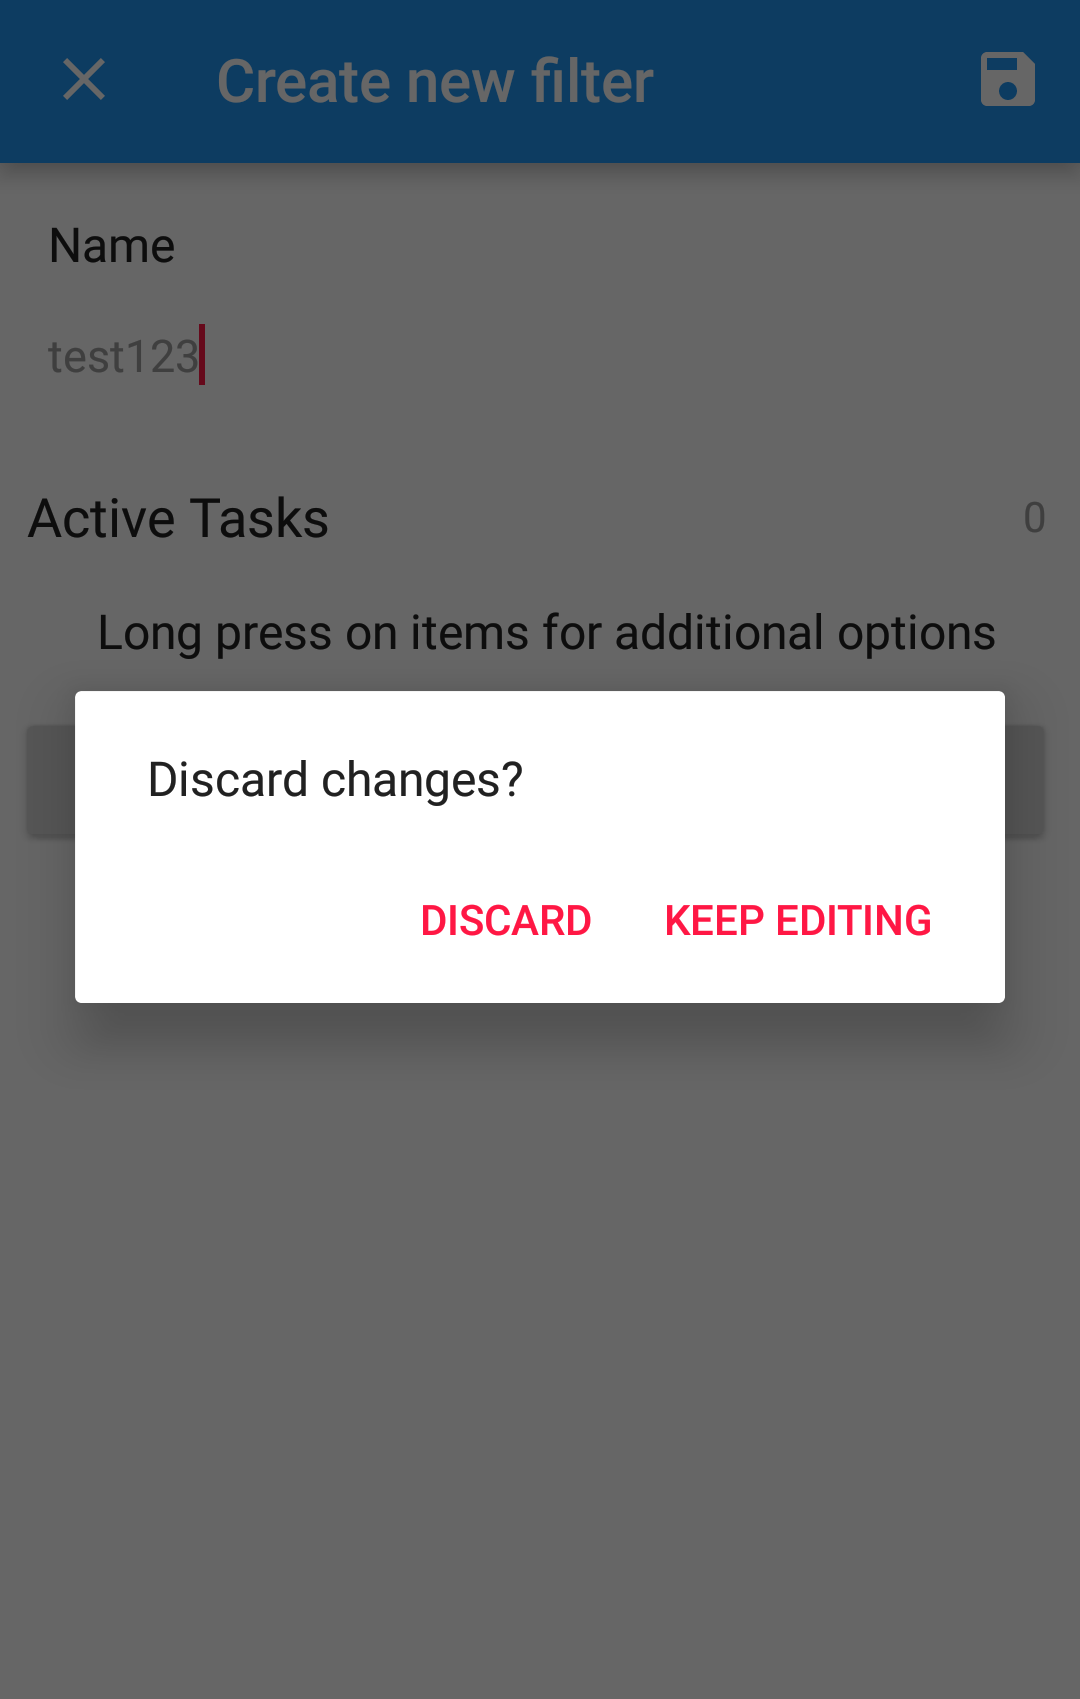 Create new filter
Name
test123
Active Tasks 0
Long press on items for additional options
Discard changes?
DISCARD KEEP EDITING